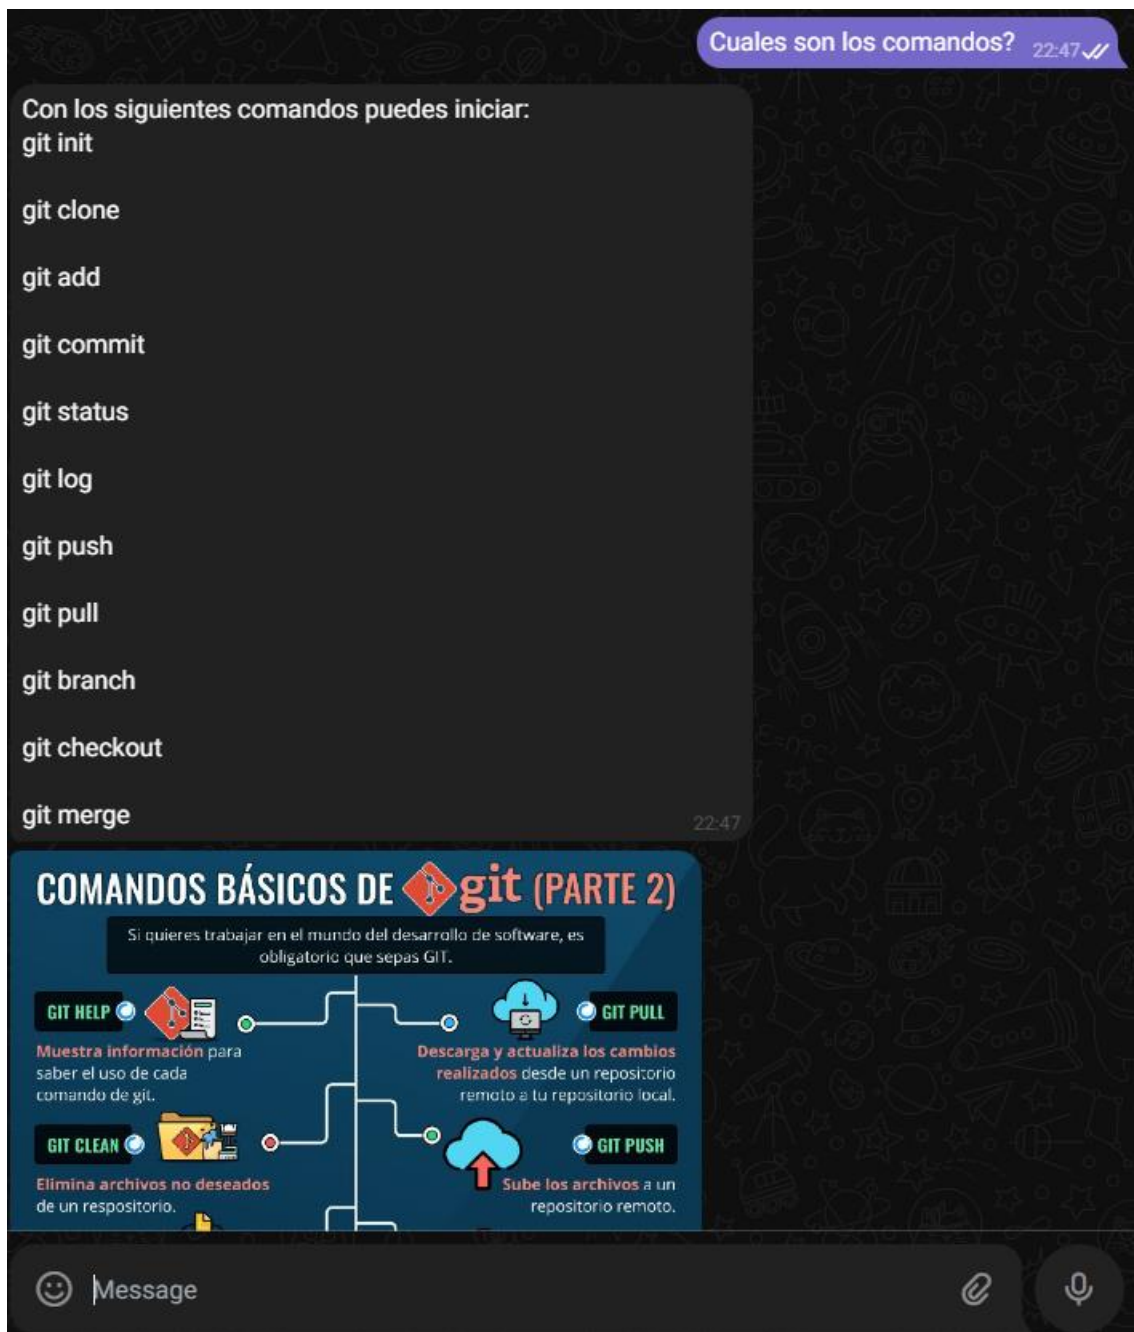 Cuales son los comandos? 22:47
Con los siguientes comandos puedes iniciar:
git init
git clone
git add
git commit
git status
git log
git push
git pull
git branch
git checkout
git merge
22:47
COMANDOS BÁSICOS DE git (PARTE 2)
Si quieres trabajar en el mundo del desarrollo de software, es
obligatorio que sepas GIT.
GIT HELP
Muestra información para
saber el uso de cada
comando de git.
GIT PULL
Descarga y actualiza los cambios
realizados desde un repositorio
remoto a tu repositorio local.
GIT CLEAN
Elimina archivos no deseados
de un respositorio.
GIT PUSH
Sube los archivos a un
repositorio remoto.
Message